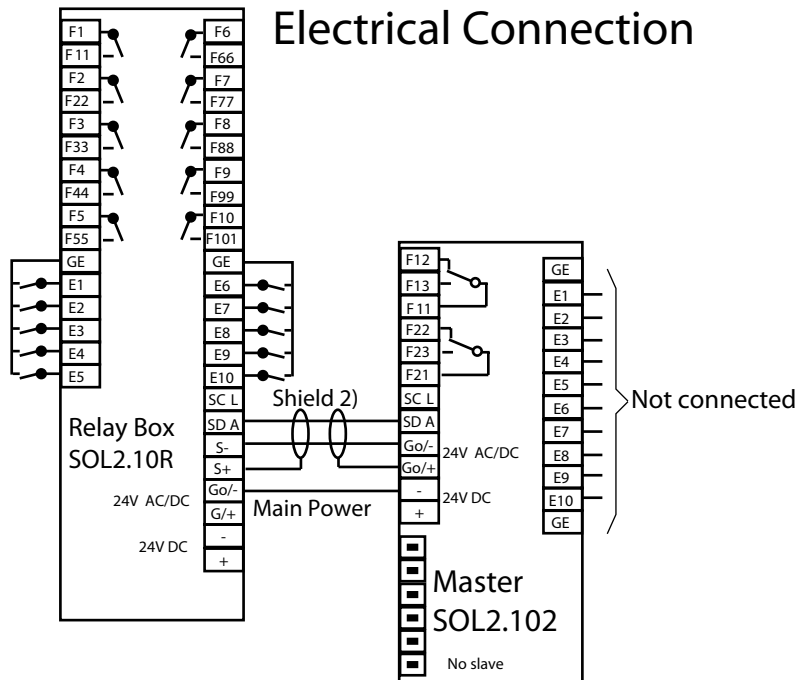 Electrical Connection
F1
F11
F2
F22
F3
F33
F4
F44
F5
F55
GE
E1
E2
E3
E4
E5
F6
F66
F7
F77
F8
F88
F9
F99
F10
F101
GE
E6
E7
E8
E9
E10
SC L
SD A
S-
S+
Go/-
G/+
-
+
Relay Box
SOL2.10R
24V AC/DC
24V DC
Shield 2)
Main Power
F12
F13
F11
F22
F23
F21
SC L
SD A
Go/-
Go/+
-
+
24V AC/DC
24V DC
GE
E1
E2
E3
E4
E5
E6
E7
E8
E9
E10
GE
Not connected
Master
SOL2.102
No slave